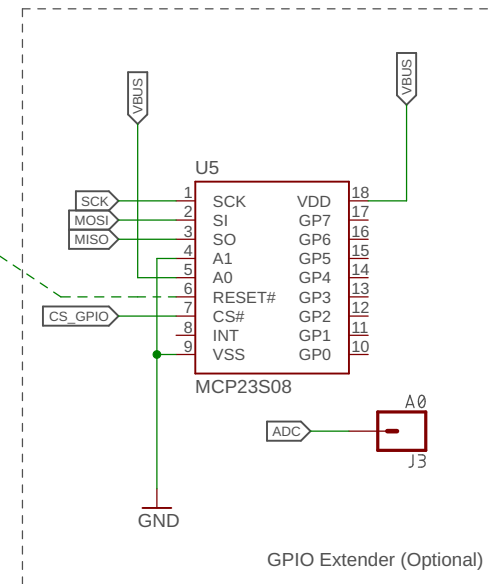 VBUS
VBUS
U5
SCK 1 SCK VDD 18
MOSI 2 SI GP7 17
MISO 3 SO GP6 16
4 A1 GP5 15
5 A0 GP4 14
6 RESET# GP3 13
CS_GPIO 7 CS# GP2 12
8 INT GP1 11
9 VSS GP0 10
MCP23S08
A0
ADC
J3
GND
GPIO Extender (Optional)